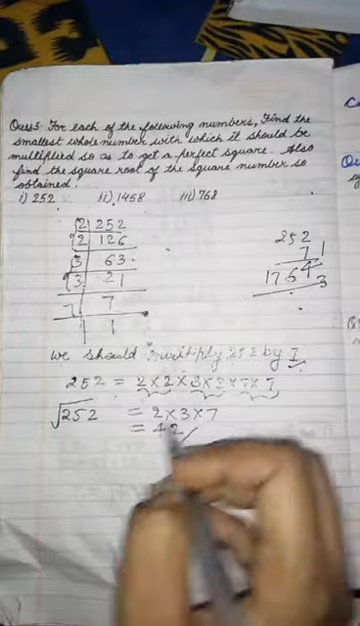 Ques5: For each of the following numbers, Find the
smallest whole number with which it should be
multiplied so as to get a perfect square. Also
find the square root of the square number so
obtained.
i) 252 ii) 1458 iii) 768
2 252
2 126
3 63
3 21
7 7
1
252
71
1764
3
we should multiply 252 by 7
252 = 2×2×3×3×7×7
√252 = 2×3×7
= 42